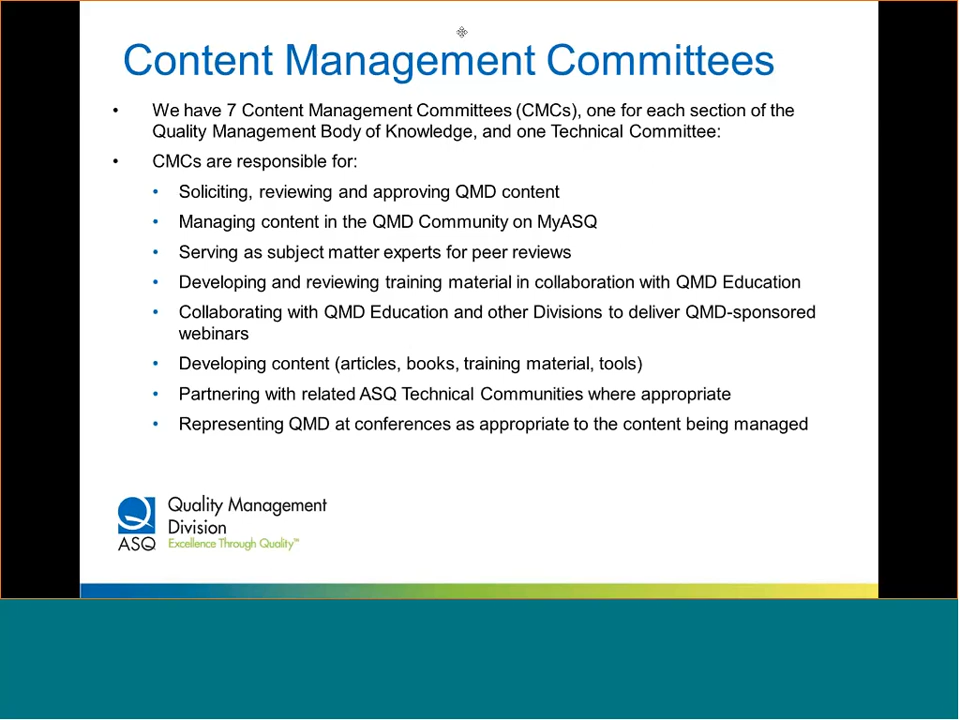 Content Management Committees
• We have 7 Content Management Committees (CMCs), one for each section of the
Quality Management Body of Knowledge, and one Technical Committee:
• CMCs are responsible for:
• Soliciting, reviewing and approving QMD content
• Managing content in the QMD Community on MyASQ
• Serving as subject matter experts for peer reviews
• Developing and reviewing training material in collaboration with QMD Education
• Collaborating with QMD Education and other Divisions to deliver QMD-sponsored
webinars
• Developing content (articles, books, training material, tools)
• Partnering with related ASQ Technical Communities where appropriate
• Representing QMD at conferences as appropriate to the content being managed
Quality Management
Division
ASQ Excellence Through Quality™